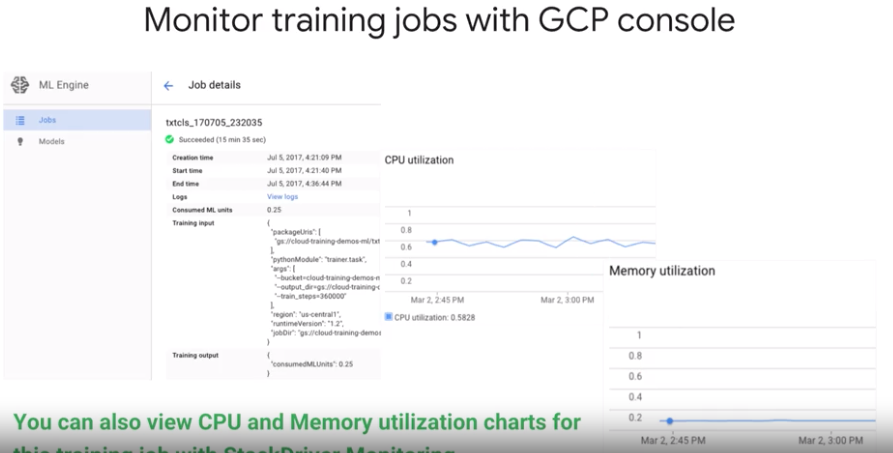 Monitor training jobs with GCP console
ML Engine
Jobs
Models
Job details
txtcls_170705_232035
Succeeded (15 min 35 sec)
Creation time Jul 5, 2017, 4:21:09 PM
Start time Jul 5, 2017, 4:21:40 PM
End time Jul 5, 2017, 4:36:44 PM
Logs View logs
Consumed ML units 0.25
Training input {
"packageUris": [
"gs://cloud-training-demos-ml/txt
],
"pythonModule": "trainer.task",
"args": [
"--bucket=cloud-training-demos-m
"--output_dir=gs://cloud-training-d
"--train_steps=360000"
],
"region": "us-central1",
"runtimeVersion": "1.2",
"jobDir": "gs://cloud-training-demos
}
Training output {
"consumedMLUnits": 0.25
}
CPU utilization
1
0.8
0.6
0.4
0.2
Mar 2, 2:45 PM Mar 2, 3:00 PM
CPU utilization: 0.5828
Memory utilization
1
0.8
0.6
0.4
0.2
Mar 2, 2:45 PM Mar 2, 3:00 PM
You can also view CPU and Memory utilization charts for
this training job with StackDriver Monitoring